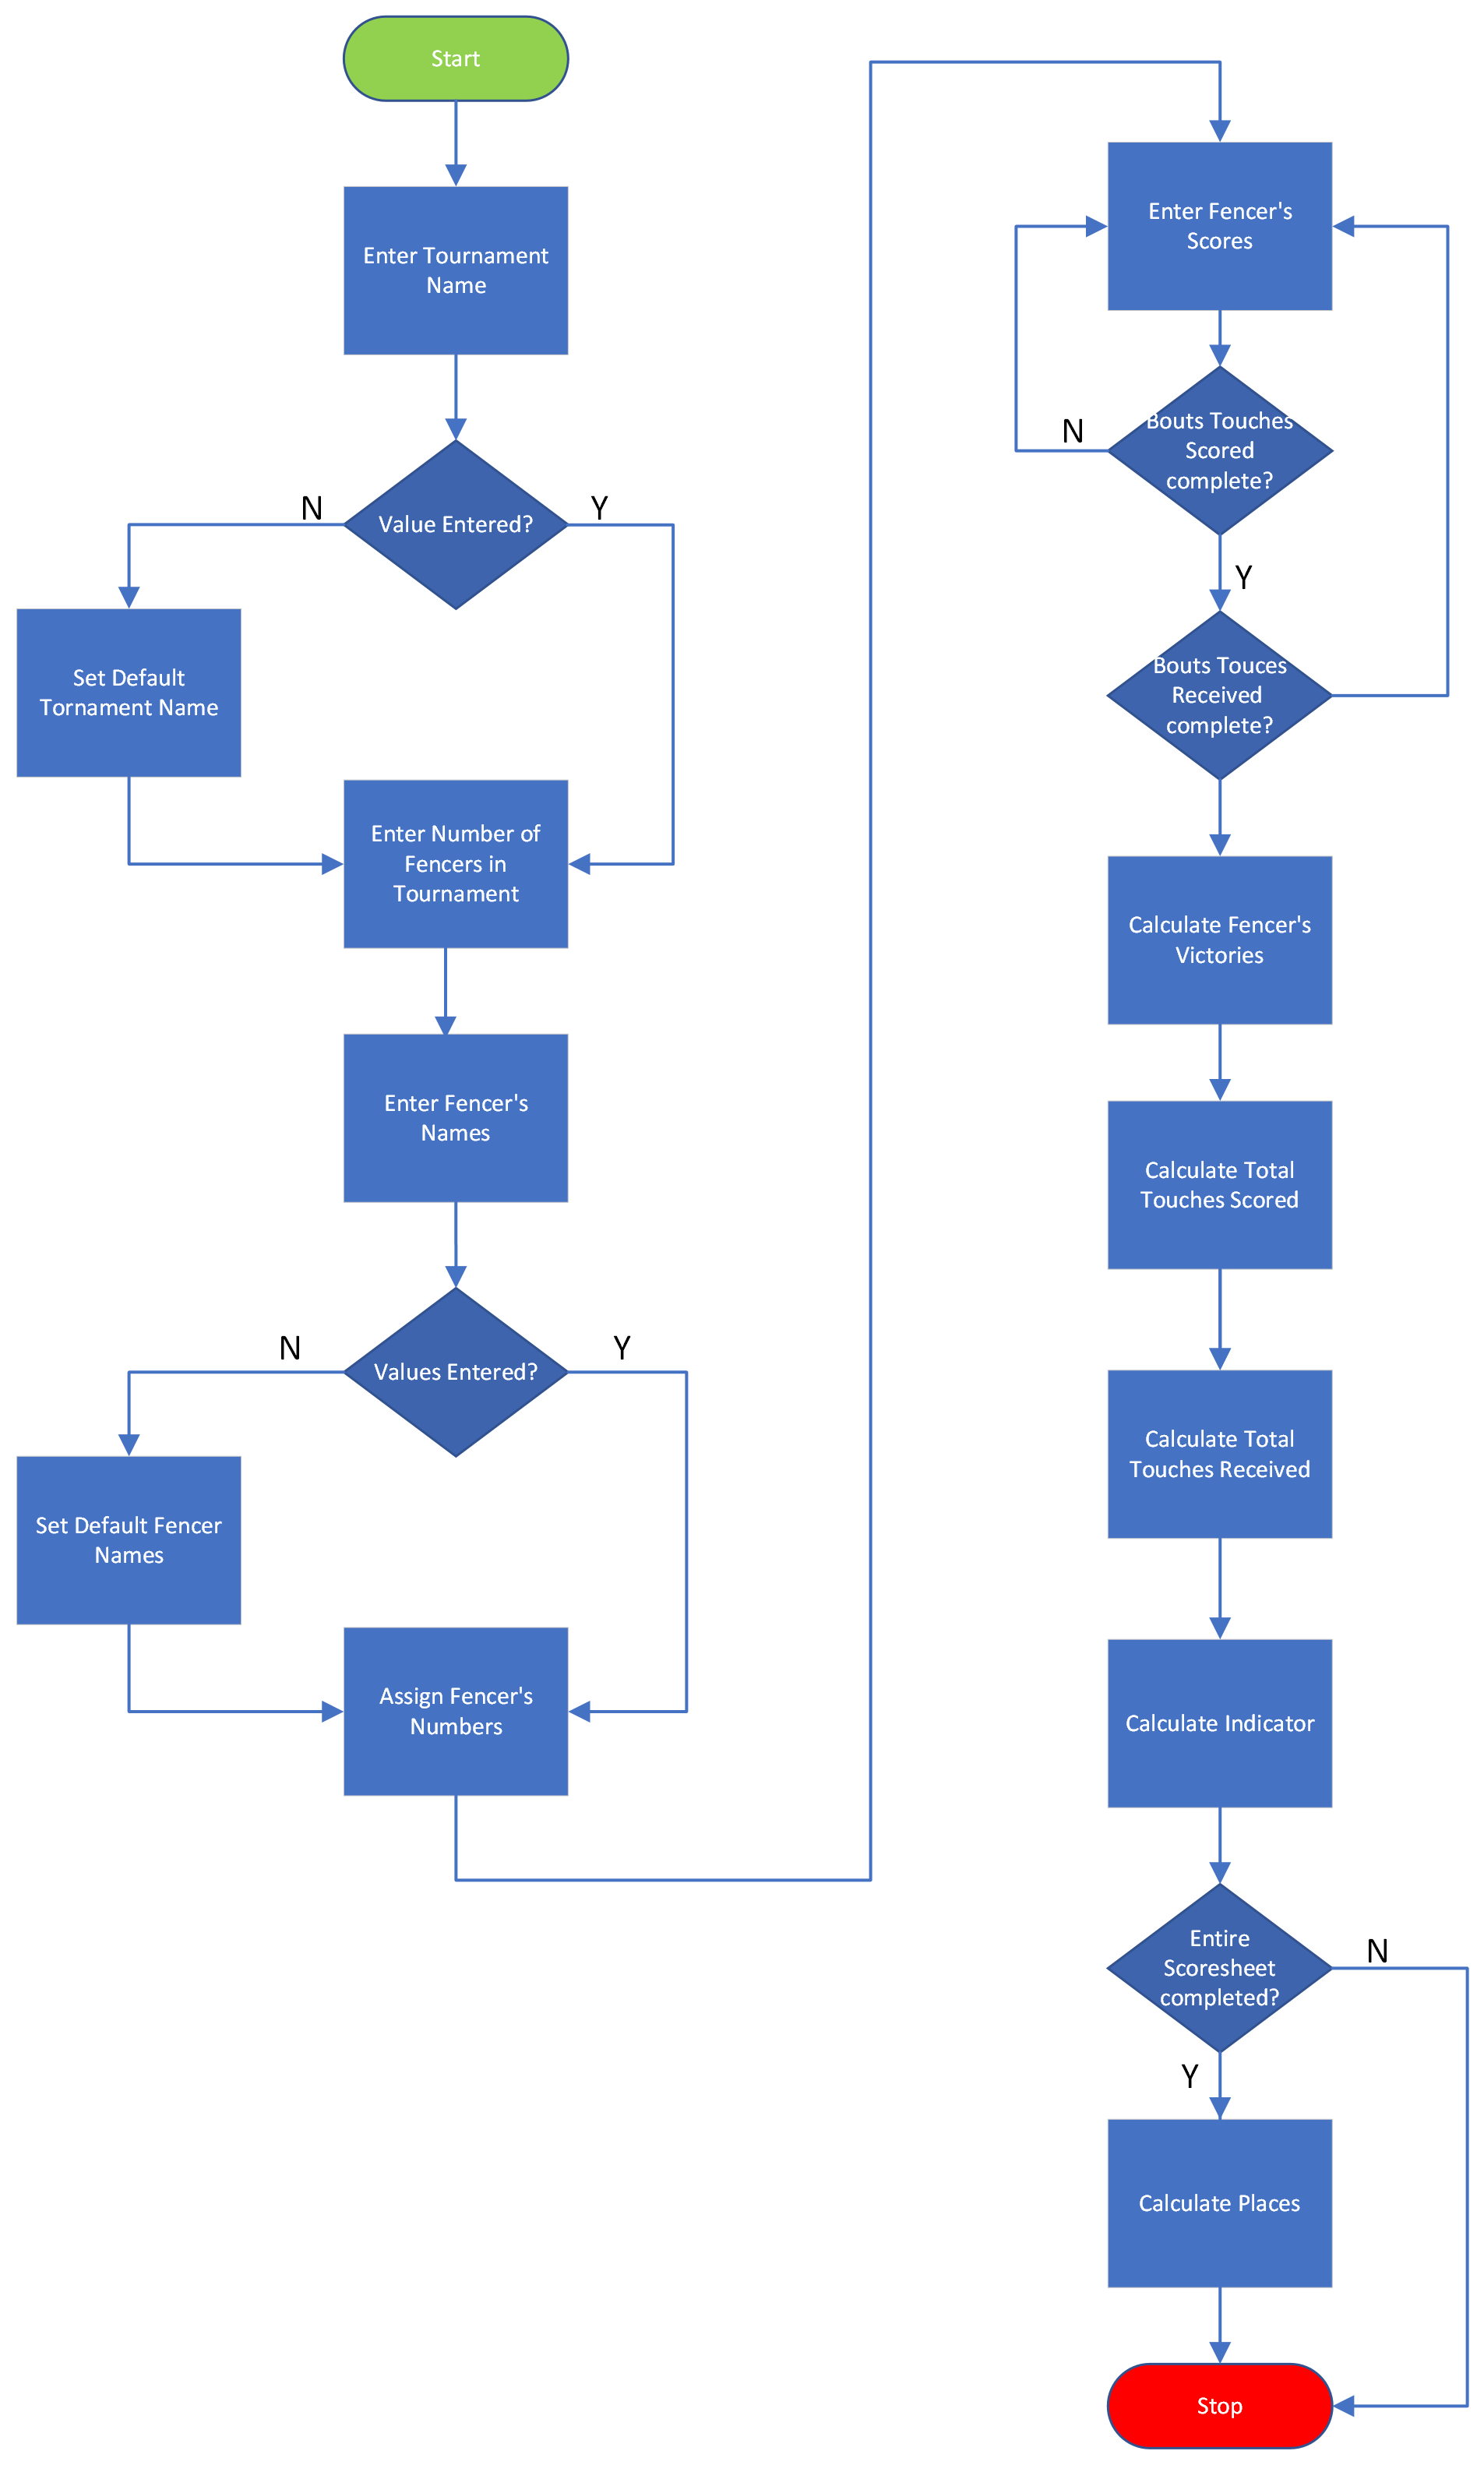 Start
Enter Tournament
Name
Value Entered?
N
Y
Set Default
Tornament Name
Enter Number of
Fencers in
Tournament
Enter Fencer's
Names
Values Entered?
N
Y
Set Default Fencer
Names
Assign Fencer's
Numbers
Enter Fencer's
Scores
Bouts Touches
Scored
complete?
N
Y
Bouts Touces
Received
complete?
Calculate Fencer's
Victories
Calculate Total
Touches Scored
Calculate Total
Touches Received
Calculate Indicator
Entire
Scoresheet
completed?
N
Y
Calculate Places
Stop